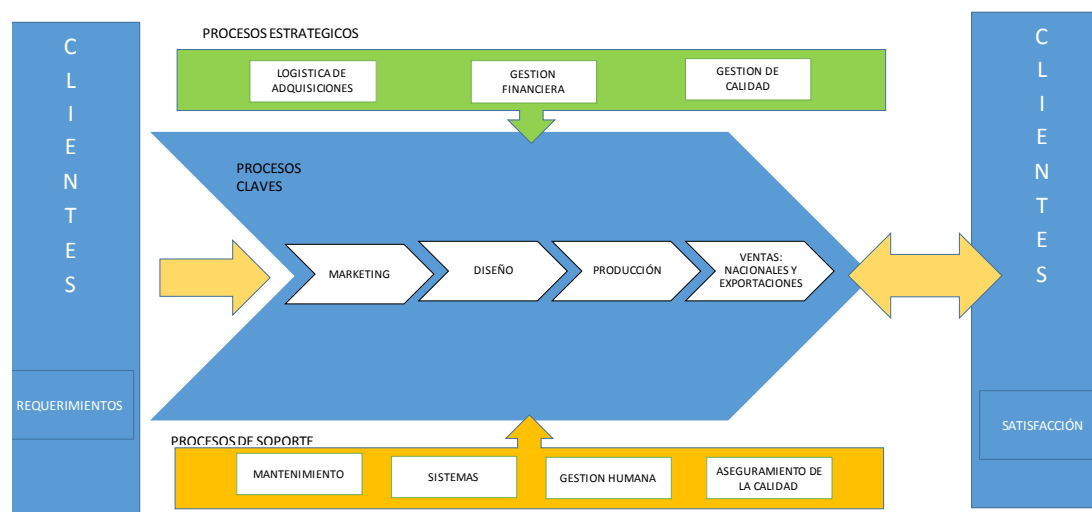 C
L
I
E
N
T
E
S
REQUERIMIENTOS
PROCESOS ESTRATEGICOS
LOGISTICA DE
ADQUISICIONES
GESTION
FINANCIERA
GESTION DE
CALIDAD
PROCESOS
CLAVES
MARKETING
DISEÑO
PRODUCCIÓN
VENTAS:
NACIONALES Y
EXPORTACIONES
PROCESOS DE SOPORTE
MANTENIMIENTO
SISTEMAS
GESTION HUMANA
ASEGURAMIENTO DE
LA CALIDAD
C
L
I
E
N
T
E
S
SATISFACCIÓN